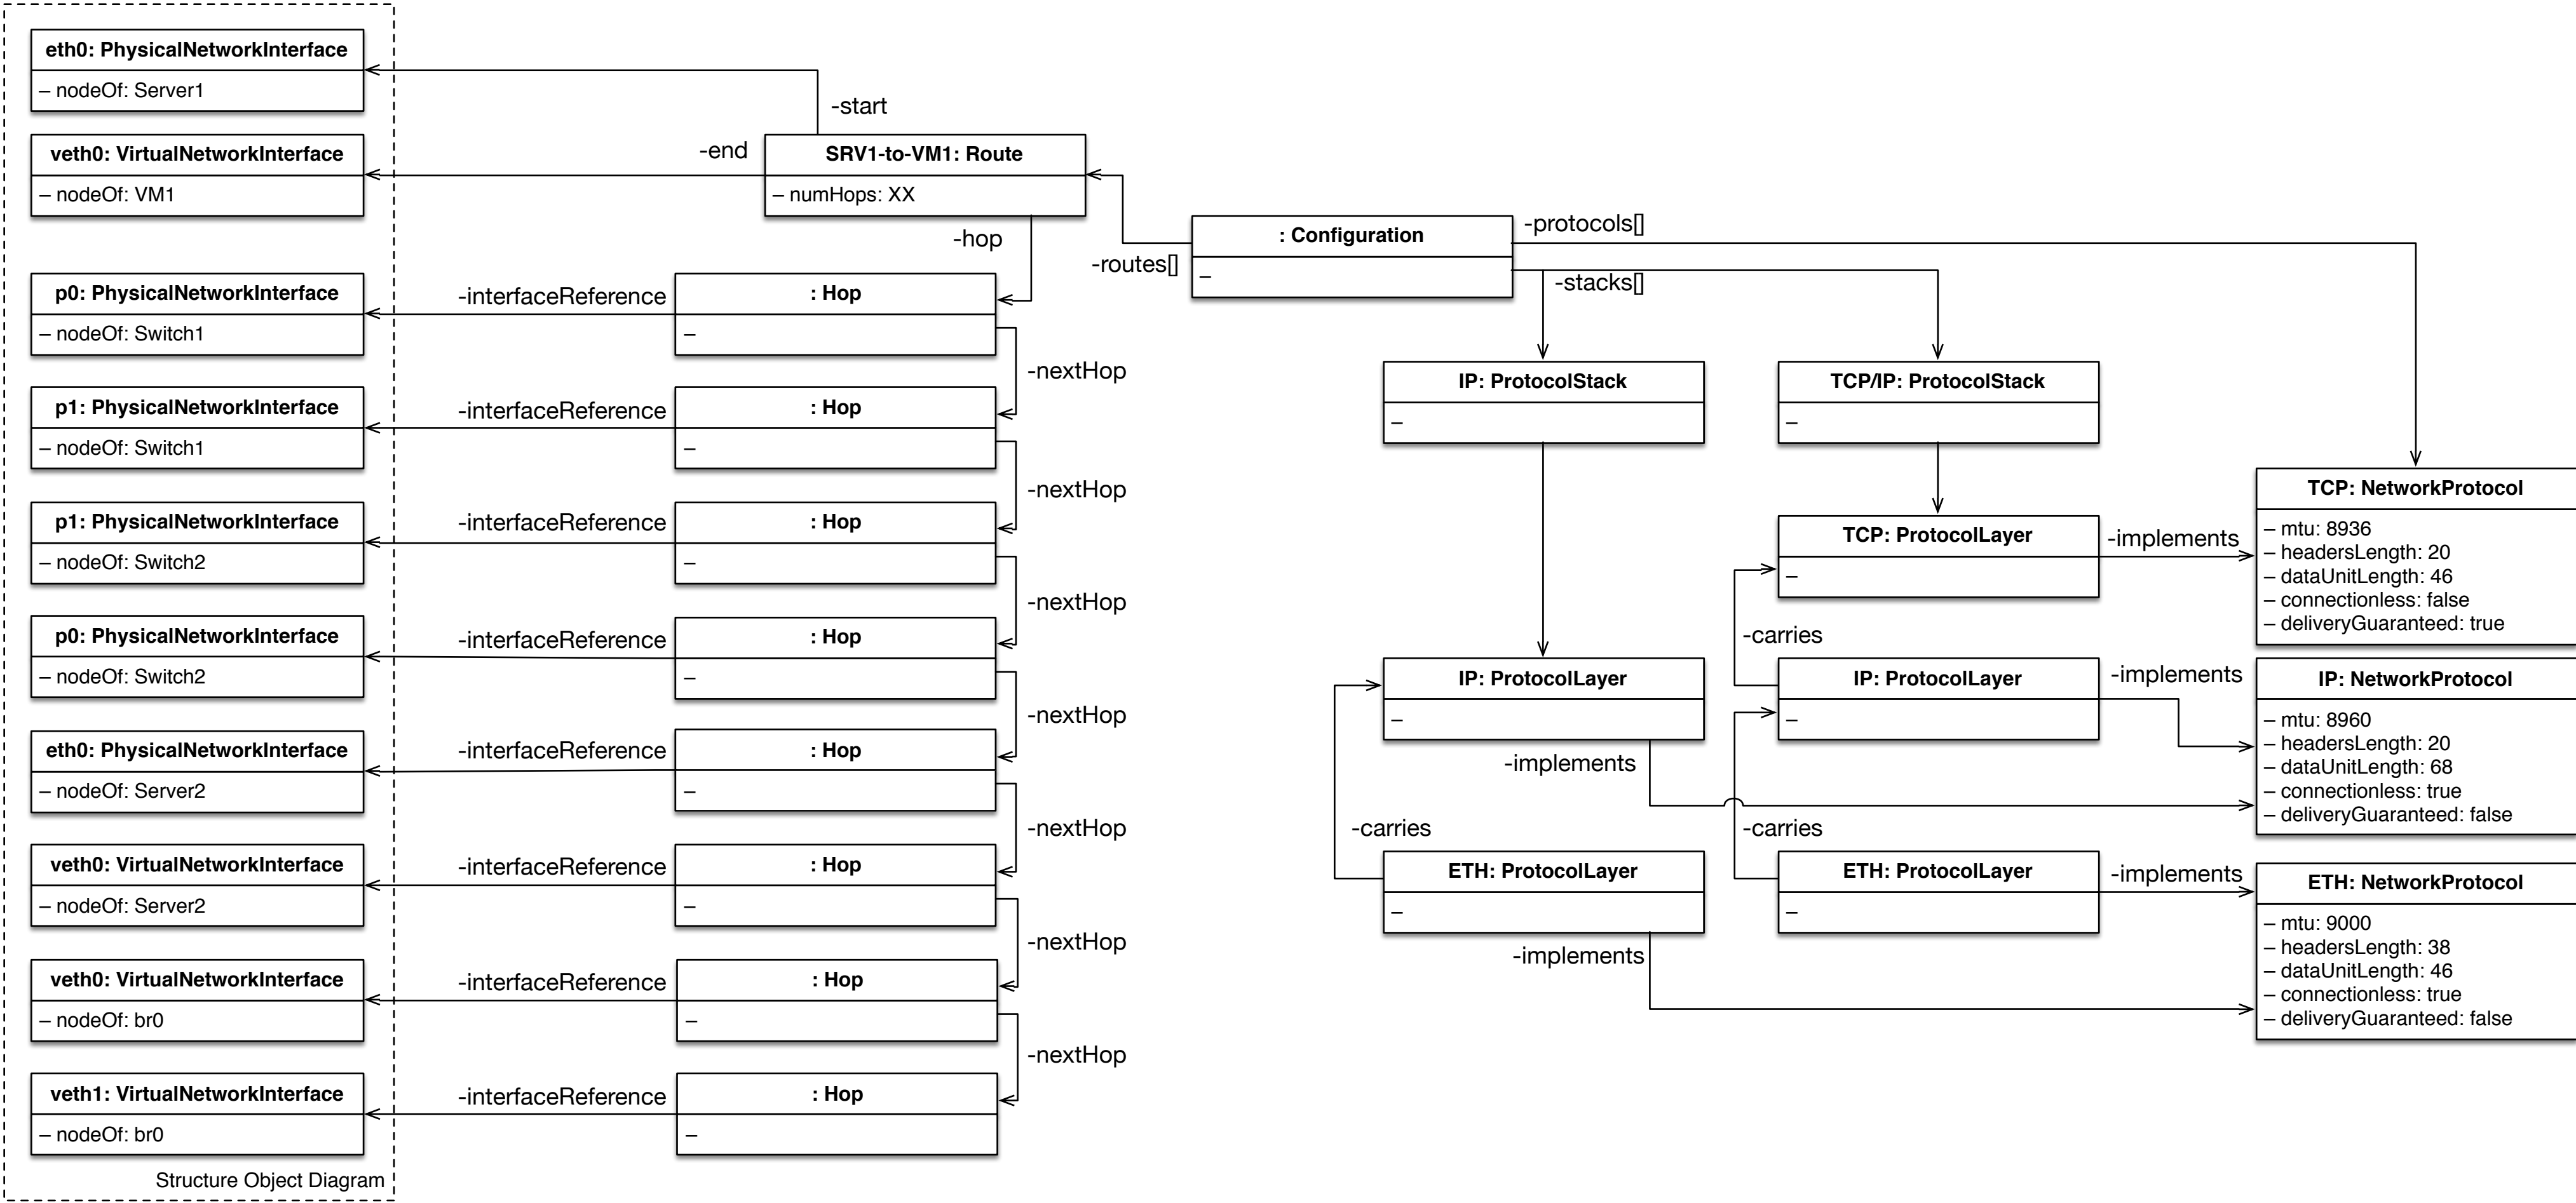 eth0: PhysicalNetworkInterface
– nodeOf: Server1
-start
veth0: VirtualNetworkInterface
– nodeOf: VM1
-end
SRV1-to-VM1: Route
– numHops: XX
-hop
-routes[]
: Configuration
–
-protocols[]
-stacks[]
p0: PhysicalNetworkInterface
– nodeOf: Switch1
-interfaceReference
: Hop
–
-nextHop
p1: PhysicalNetworkInterface
– nodeOf: Switch1
-interfaceReference
: Hop
–
-nextHop
p1: PhysicalNetworkInterface
– nodeOf: Switch2
-interfaceReference
: Hop
–
-nextHop
p0: PhysicalNetworkInterface
– nodeOf: Switch2
-interfaceReference
: Hop
–
-nextHop
eth0: PhysicalNetworkInterface
– nodeOf: Server2
-interfaceReference
: Hop
–
-nextHop
veth0: VirtualNetworkInterface
– nodeOf: Server2
-interfaceReference
: Hop
–
-nextHop
veth0: VirtualNetworkInterface
– nodeOf: br0
-interfaceReference
: Hop
–
-nextHop
veth1: VirtualNetworkInterface
– nodeOf: br0
-interfaceReference
: Hop
–
Structure Object Diagram
IP: ProtocolStack
–
TCP/IP: ProtocolStack
–
TCP: ProtocolLayer
–
-implements
TCP: NetworkProtocol
– mtu: 8936
– headersLength: 20
– dataUnitLength: 46
– connectionless: false
– deliveryGuaranteed: true
-carries
IP: ProtocolLayer
–
-implements
IP: ProtocolLayer
–
-implements
IP: NetworkProtocol
– mtu: 8960
– headersLength: 20
– dataUnitLength: 68
– connectionless: true
– deliveryGuaranteed: false
-carries
-carries
ETH: ProtocolLayer
–
-implements
ETH: ProtocolLayer
–
-implements
ETH: NetworkProtocol
– mtu: 9000
– headersLength: 38
– dataUnitLength: 46
– connectionless: true
– deliveryGuaranteed: false